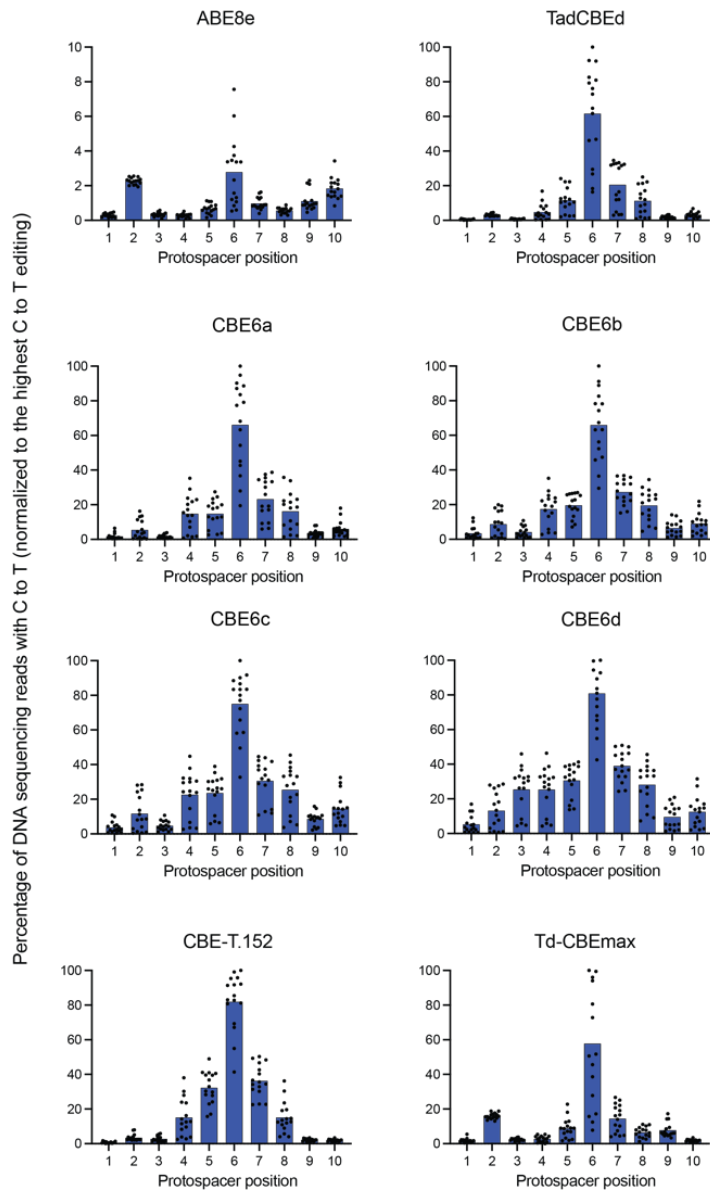 Percentage of DNA sequencing reads with C to T (normalized to the highest C to T editing)
ABE8e
10
8
6
4
2
0
1 2 3 4 5 6 7 8 9 10
Protospacer position
TadCBEd
100
80
60
40
20
0
1 2 3 4 5 6 7 8 9 10
Protospacer position
CBE6a
100
80
60
40
20
0
1 2 3 4 5 6 7 8 9 10
Protospacer position
CBE6b
100
80
60
40
20
0
1 2 3 4 5 6 7 8 9 10
Protospacer position
CBE6c
100
80
60
40
20
0
1 2 3 4 5 6 7 8 9 10
Protospacer position
CBE6d
100
80
60
40
20
0
1 2 3 4 5 6 7 8 9 10
Protospacer position
CBE-T.152
100
80
60
40
20
0
1 2 3 4 5 6 7 8 9 10
Protospacer position
Td-CBEmax
100
80
60
40
20
0
1 2 3 4 5 6 7 8 9 10
Protospacer position